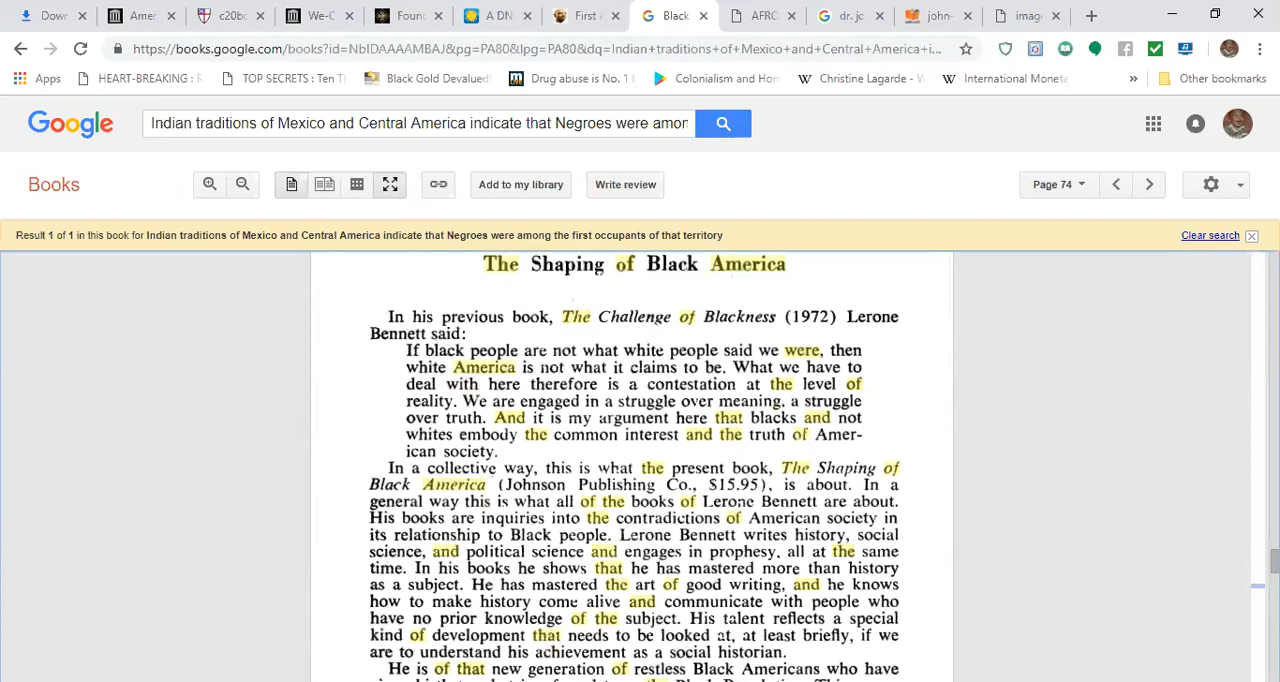 Dowr
Amer
c20bc
We-C
Found
A DN
First A
Black
AFRC
dr. jc
john-
image
https://books.google.com/books?id=NbIDAAAAMBAJ&pg=PA80&lpg=PA80&dq=Indian+traditions+of+Mexico+and+Central+America+i...
Apps
HEART-BREAKING : R
TOP SECRETS : Ten Th
Black Gold Devalued
Drug abuse is No. 1
Colonialism and Hom
Christine Lagarde - W
International Moneta
»
Other bookmarks
Google
Indian traditions of Mexico and Central America indicate that Negroes were amon
Books
Add to my library
Write review
Page 74
Result 1 of 1 in this book for Indian traditions of Mexico and Central America indicate that Negroes were among the first occupants of that territory
Clear search
The Shaping of Black America
In his previous book, The Challenge of Blackness (1972) Lerone
Bennett said:
If black people are not what white people said we were, then
white America is not what it claims to be. What we have to
deal with here therefore is a contestation at the level of
reality. We are engaged in a struggle over meaning, a struggle
over truth. And it is my argument here that blacks and not
whites embody the common interest and the truth of Amer-
ican society.
In a collective way, this is what the present book, The Shaping of
Black America (Johnson Publishing Co., $15.95), is about. In a
general way this is what all of the books of Lerone Bennett are about.
His books are inquiries into the contradictions of American society in
its relationship to Black people. Lerone Bennett writes history, social
science, and political science and engages in prophesy, all at the same
time. In his books he shows that he has mastered more than history
as a subject. He has mastered the art of good writing, and he knows
how to make history come alive and communicate with people who
have no prior knowledge of the subject. His talent reflects a special
kind of development that needs to be looked at, at least briefly, if we
are to understand his achievement as a social historian.
He is of that new generation of restless Black Americans who have